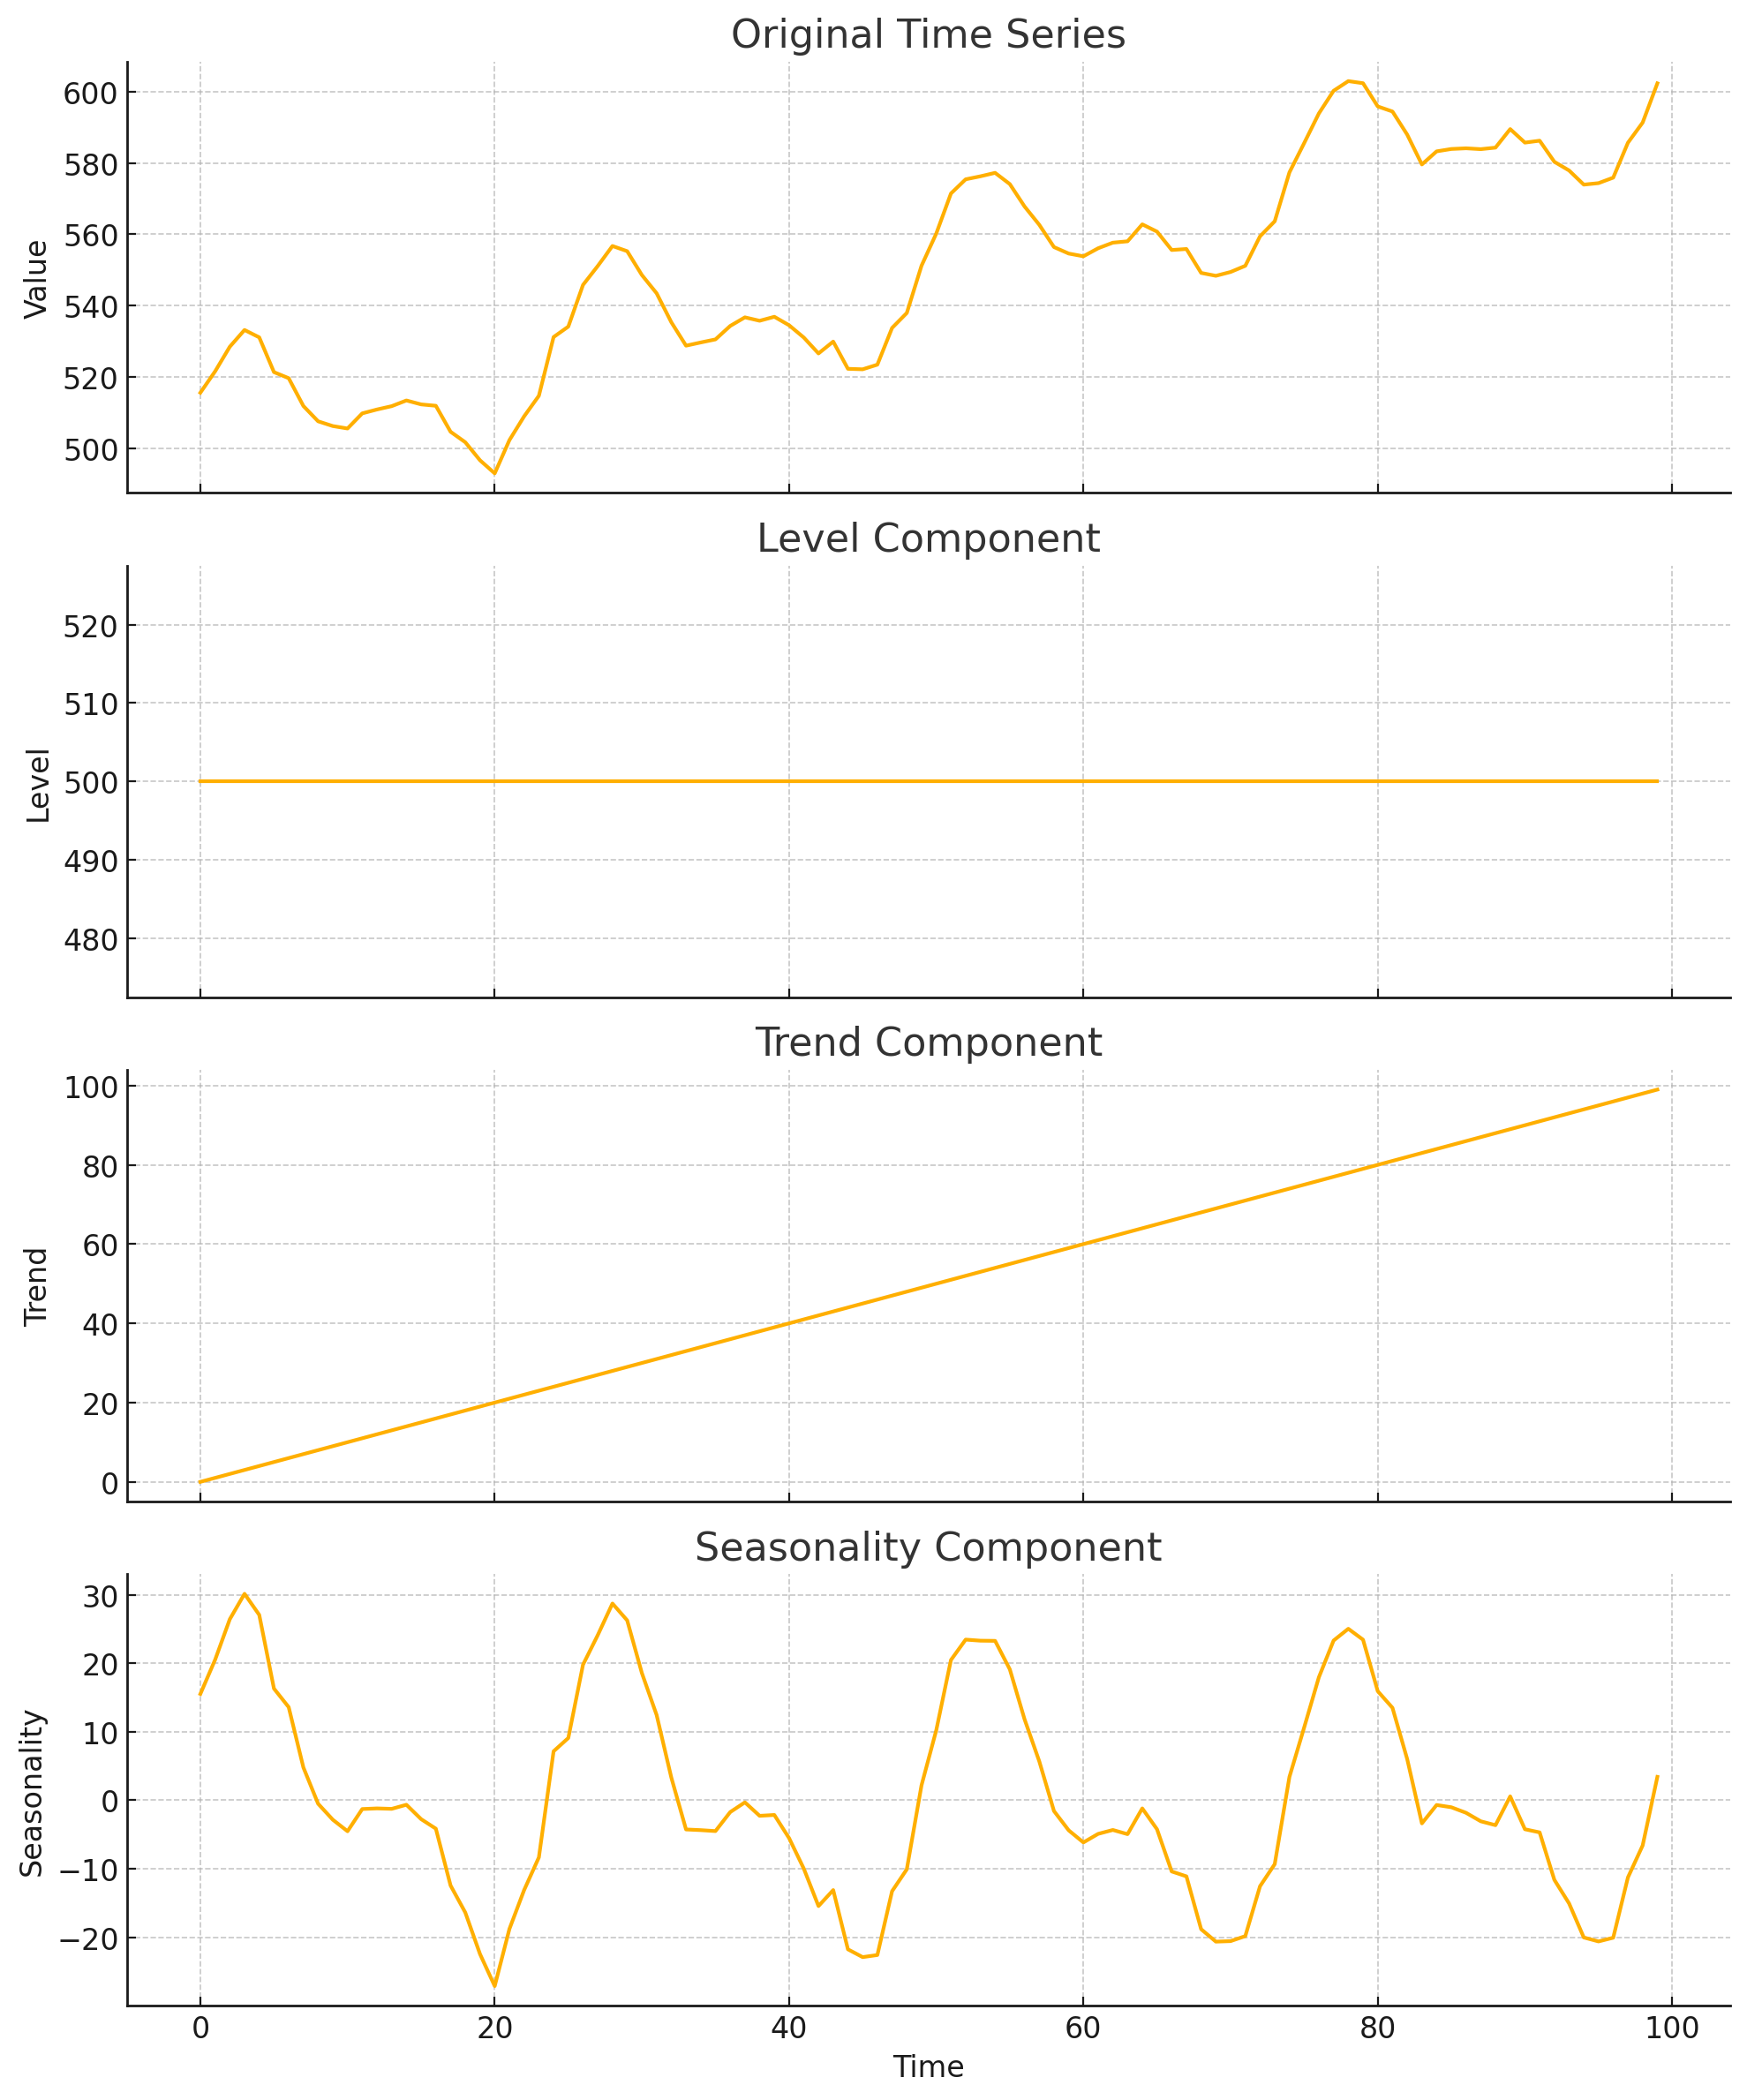 Original Time Series
600
580
560
540
520
500
Value
Level Component
520
510
500
490
480
Level
Trend Component
100
80
60
40
20
0
Trend
Seasonality Component
30
20
10
0
−10
−20
Seasonality
0 20 40 60 80 100
Time